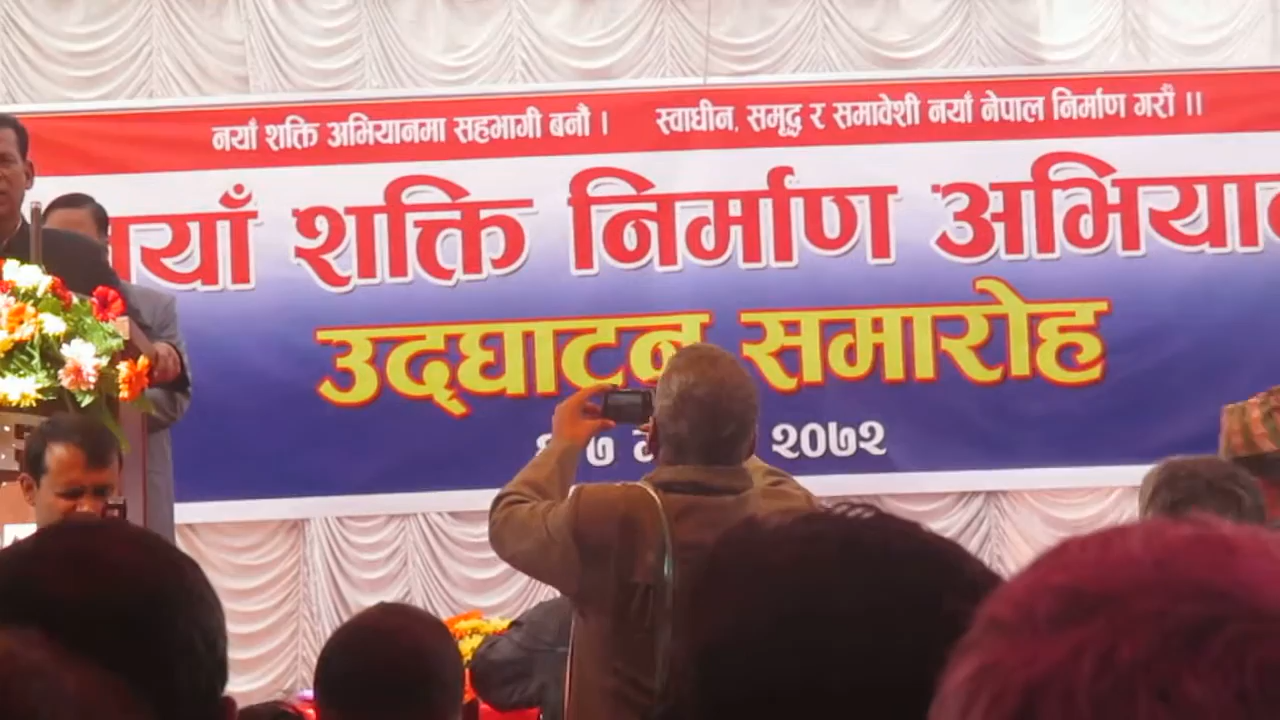 नयाँ शक्ति अभियानमा सहभागी बनौ । स्वाधीन, समृद्ध र समावेशी नयाँ नेपाल निर्माण गरौं ।।
शक्ति निर्माण
उद्घाटन समारोह
२०७२